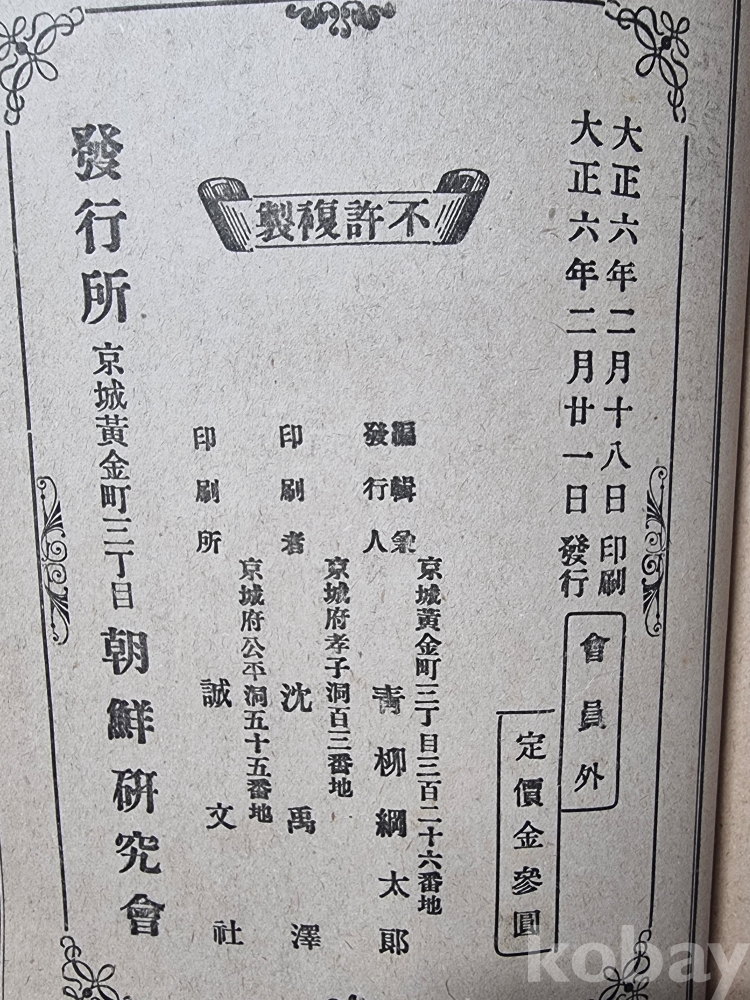 大正六年二月十八日印刷
大正六年二月廿一日發行
會員外
定價金參圓
不許複製
編輯兼
發行人
京城黃金町三丁目三百二十六番地
靑柳綱太郞
印刷者
京城府孝子洞百三番地
沈禹澤
印刷所
京城府公平洞五十五番地
誠文社
發行所
京城黃金町三丁目
朝鮮硏究會
kobay